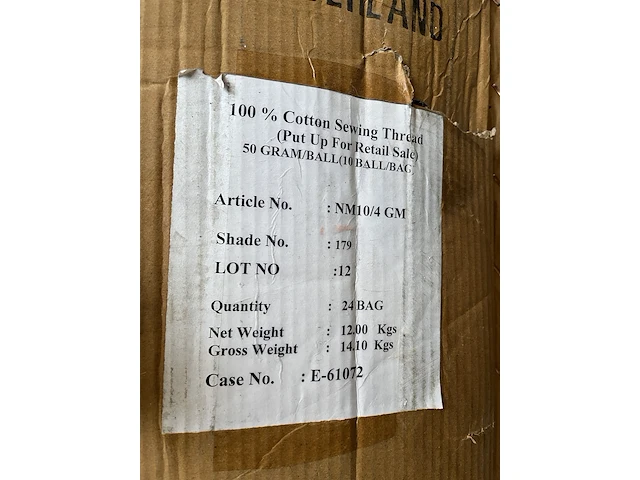 100 % Cotton Sewing Thread
(Put Up For Retail Sale)
50 GRAM/BALL(10 BALL/BAG
Article No. : NM10/4 GM
Shade No. : 179
LOT NO :12
Quantity : 24 BAG
Net Weight : 12.00 Kgs
Gross Weight : 14.10 Kgs
Case No. : E-61072